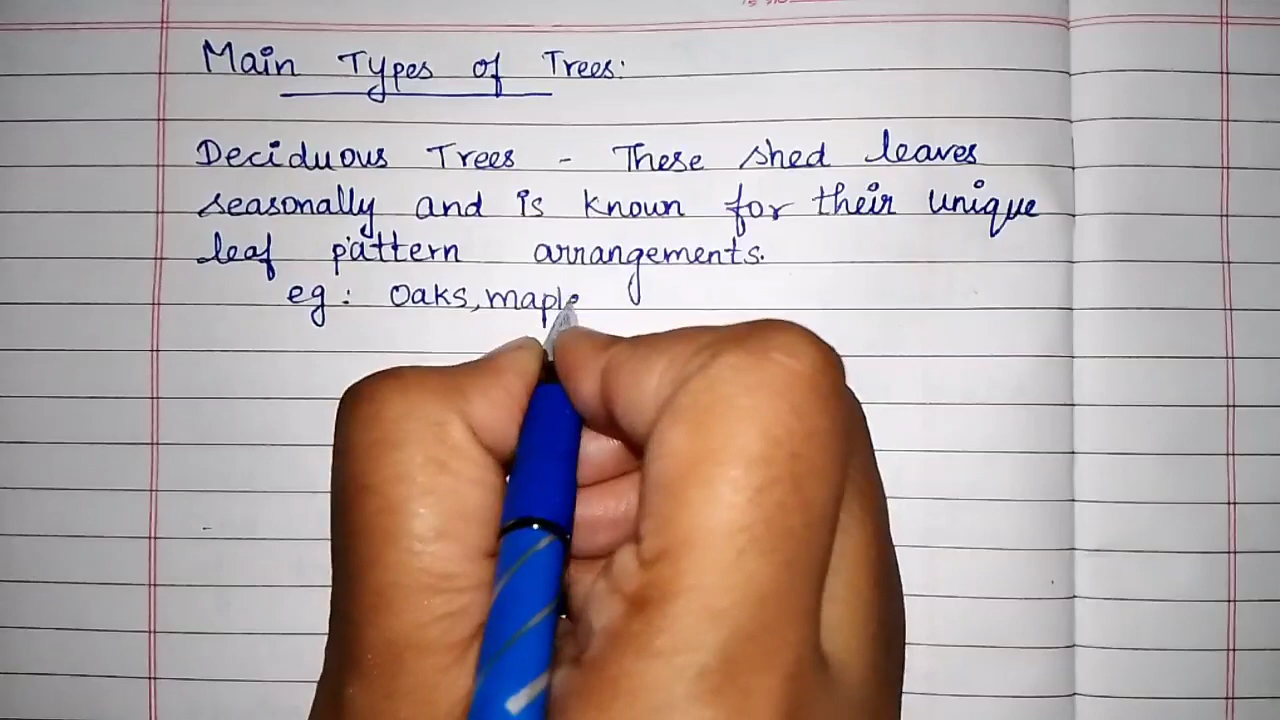 Main Types of Trees:
Deciduous Trees - These shed leaves
seasonally and is known for their unique
leaf pattern arrangements.
eg: Oaks, maple